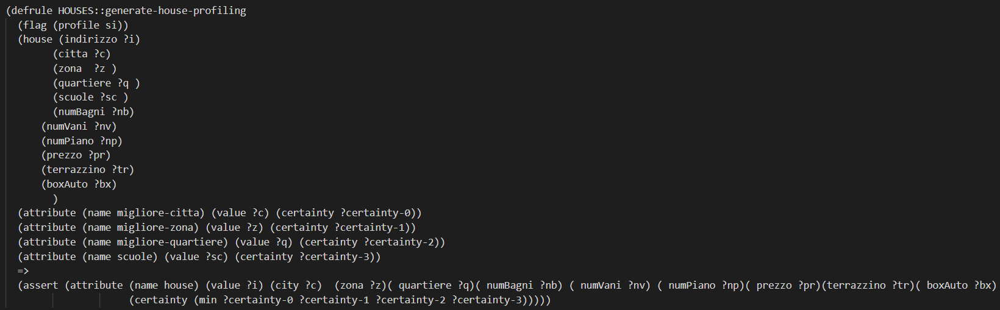 (defrule HOUSES::generate-house-profiling
  (flag (profile si))
  (house (indirizzo ?i)
        (citta ?c)
        (zona  ?z )
        (quartiere ?q )
        (scuole ?sc )
        (numBagni ?nb)
      (numVani ?nv)
      (numPiano ?np)
      (prezzo ?pr)
      (terrazzino ?tr)
      (boxAuto ?bx)
        )
  (attribute (name migliore-citta) (value ?c) (certainty ?certainty-0))
  (attribute (name migliore-zona) (value ?z) (certainty ?certainty-1))
  (attribute (name migliore-quartiere) (value ?q) (certainty ?certainty-2))
  (attribute (name scuole) (value ?sc) (certainty ?certainty-3))
  =>
  (assert (attribute (name house) (value ?i) (city ?c)  (zona ?z)( quartiere ?q)( numBagni ?nb) ( numVani ?nv) ( numPiano ?np)( prezzo ?pr)(terrazzino ?tr)( boxAuto ?bx)
                     (certainty (min ?certainty-0 ?certainty-1 ?certainty-2 ?certainty-3)))))